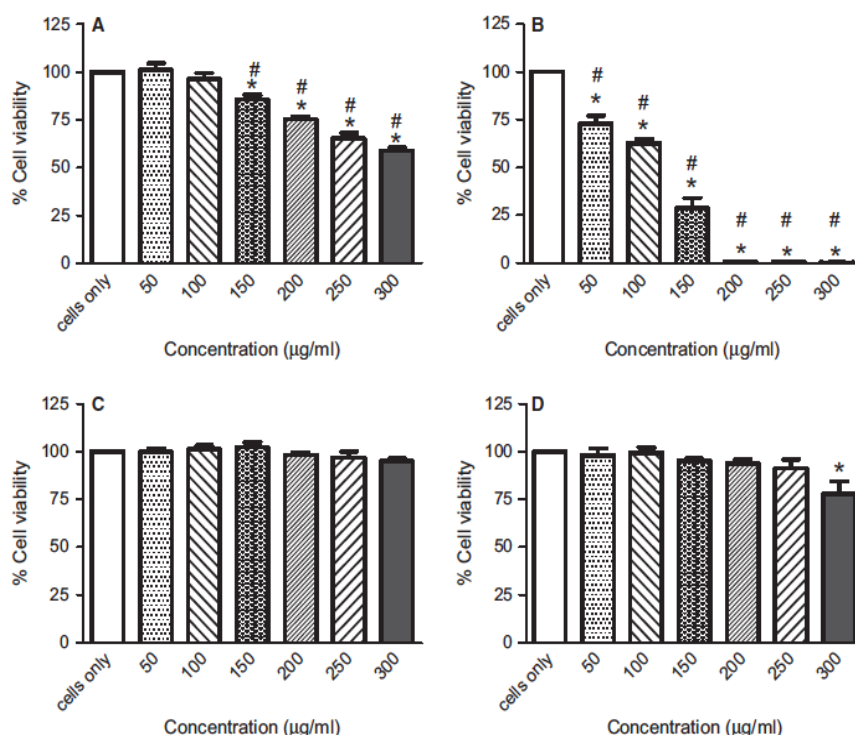 A
% Cell viability
125
100
75
50
25
0
# # # #
* * * *
cells only 50 100 150 200 250 300
Concentration (μg/ml)
B
% Cell viability
125
100
75
50
25
0
# # # # # #
* * * * * *
cells only 50 100 150 200 250 300
Concentration (μg/ml)
C
% Cell viability
125
100
75
50
25
0
cells only 50 100 150 200 250 300
Concentration (μg/ml)
D
% Cell viability
125
100
75
50
25
0
*
cells only 50 100 150 200 250 300
Concentration (μg/ml)